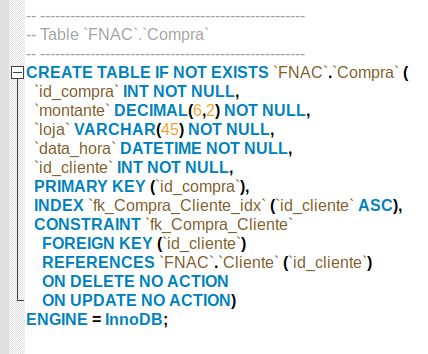 -- -----------------------------------------------------
-- Table `FNAC`.`Compra`
-- -----------------------------------------------------
CREATE TABLE IF NOT EXISTS `FNAC`.`Compra` (
`id_compra` INT NOT NULL,
`montante` DECIMAL(6,2) NOT NULL,
`loja` VARCHAR(45) NOT NULL,
`data_hora` DATETIME NOT NULL,
`id_cliente` INT NOT NULL,
PRIMARY KEY (`id_compra`),
INDEX `fk_Compra_Cliente_idx` (`id_cliente` ASC),
CONSTRAINT `fk_Compra_Cliente`
FOREIGN KEY (`id_cliente`)
REFERENCES `FNAC`.`Cliente` (`id_cliente`)
ON DELETE NO ACTION
ON UPDATE NO ACTION)
ENGINE = InnoDB;